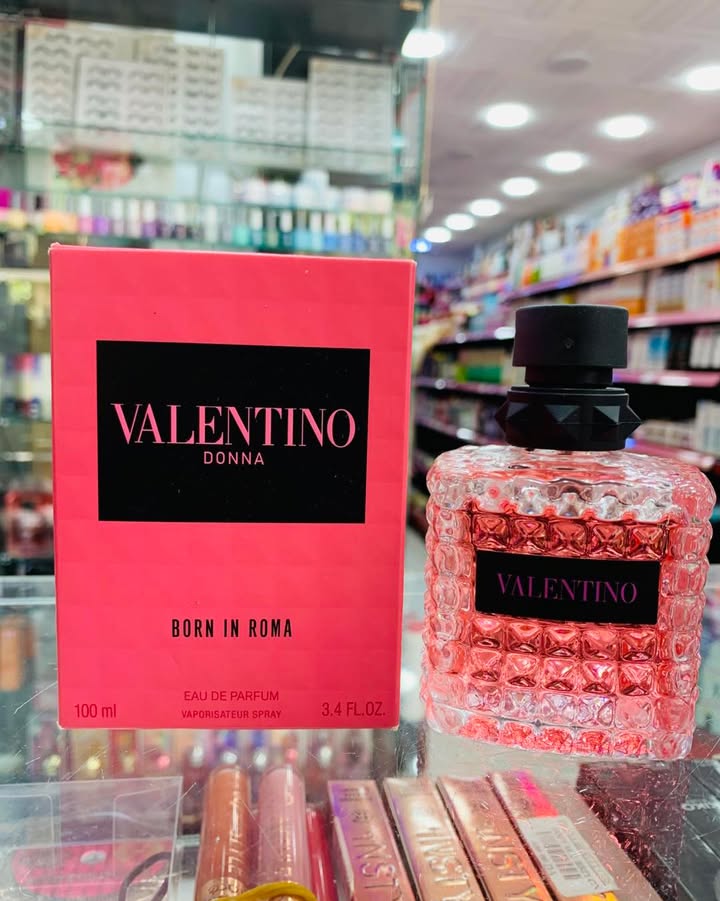 VALENTINO
DONNA
BORN IN ROMA
EAU DE PARFUM
100 ml
VAPORISATEUR SPRAY
3.4 FL.OZ.
VALENTINO